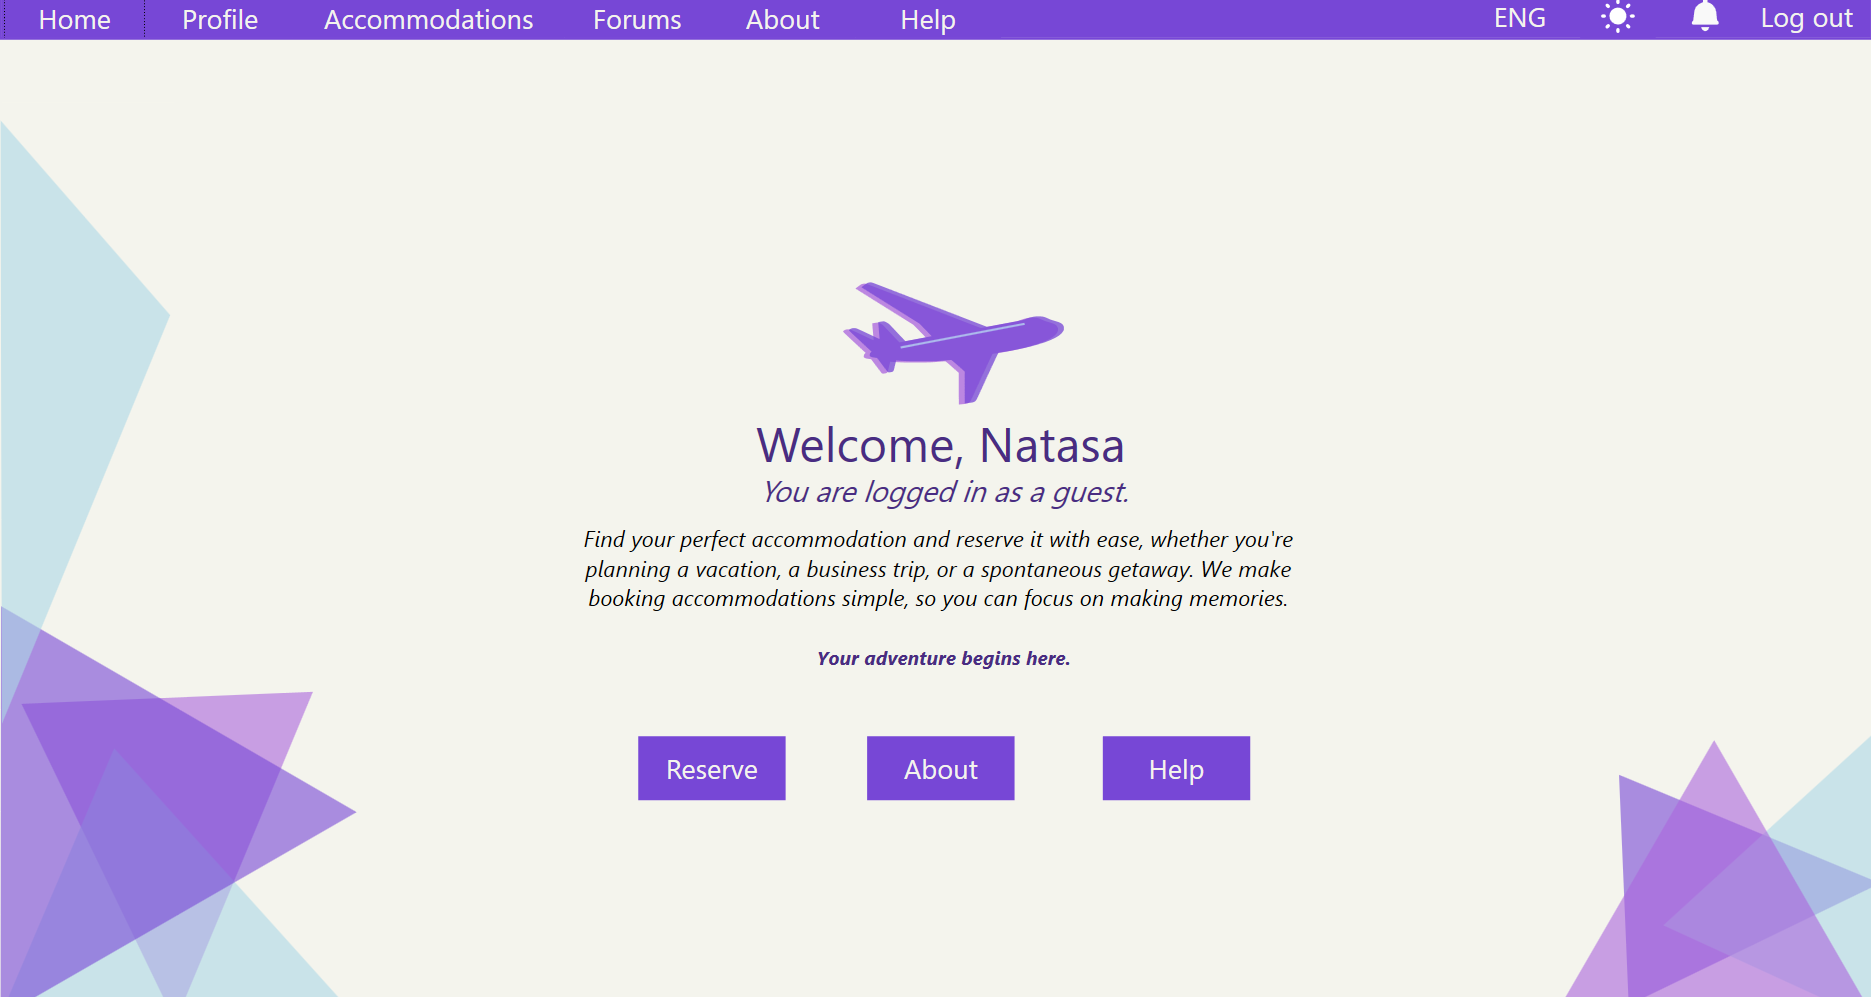 Home Profile Accommodations Forums About Help ENG Log out
Welcome, Natasa
You are logged in as a guest.
Find your perfect accommodation and reserve it with ease, whether you're
planning a vacation, a business trip, or a spontaneous getaway. We make
booking accommodations simple, so you can focus on making memories.
Your adventure begins here.
Reserve About Help